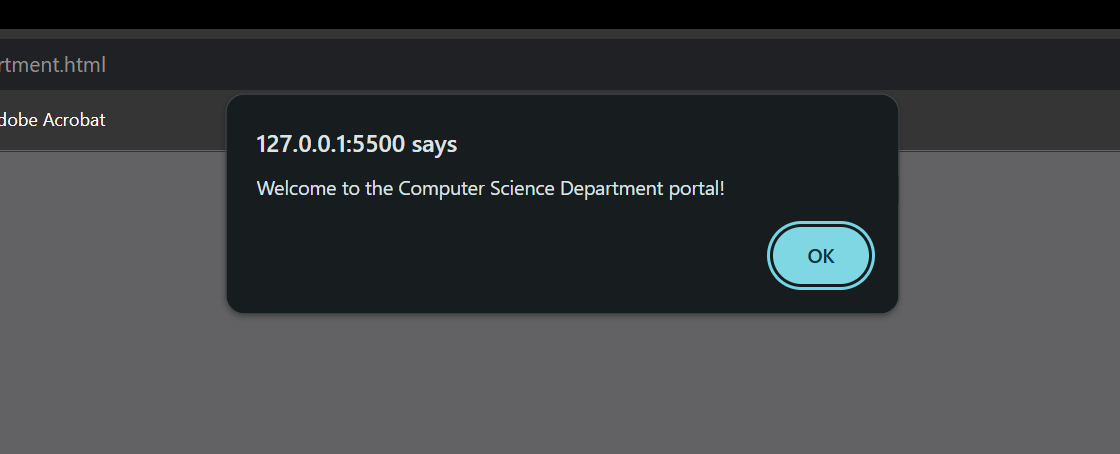 rtment.html
dobe Acrobat
127.0.0.1:5500 says
Welcome to the Computer Science Department portal!
OK